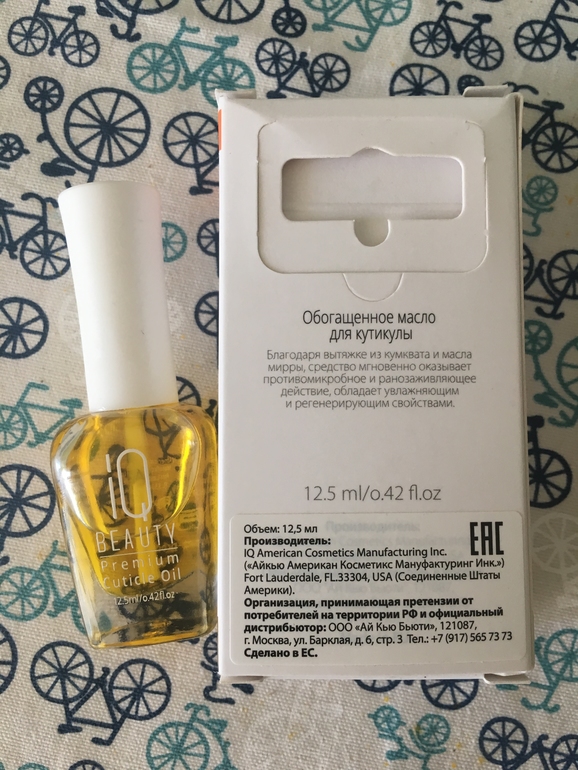 iQ
BEAUTY
Premium
Cuticle Oil
12.5ml/0.42fl.oz
Обогащенное масло
для кутикулы
Благодаря вытяжке из кумквата и масла
мирры, средство мгновенно оказывает
противомикробное и ранозаживляющее
действие, обладает увлажняющим
и регенерирующим свойствами.
12.5 ml/0.42 fl.oz
Объем: 12,5 мл
Производитель:
IQ American Cosmetics Manufacturing Inc.
(«Айкью Американ Косметикс Мануфактуринг Инк.»)
Fort Lauderdale, FL.33304, USA (Соединенные Штаты
Америки).
Организация, принимающая претензии от
потребителей на территории РФ и официальный
дистрибьютор: ООО «Ай Кью Бьюти», 121087,
г. Москва, ул. Барклая, д. 6, стр. 3 Тел.: +7 (917) 565 73 73
Сделано в ЕС.
EAC